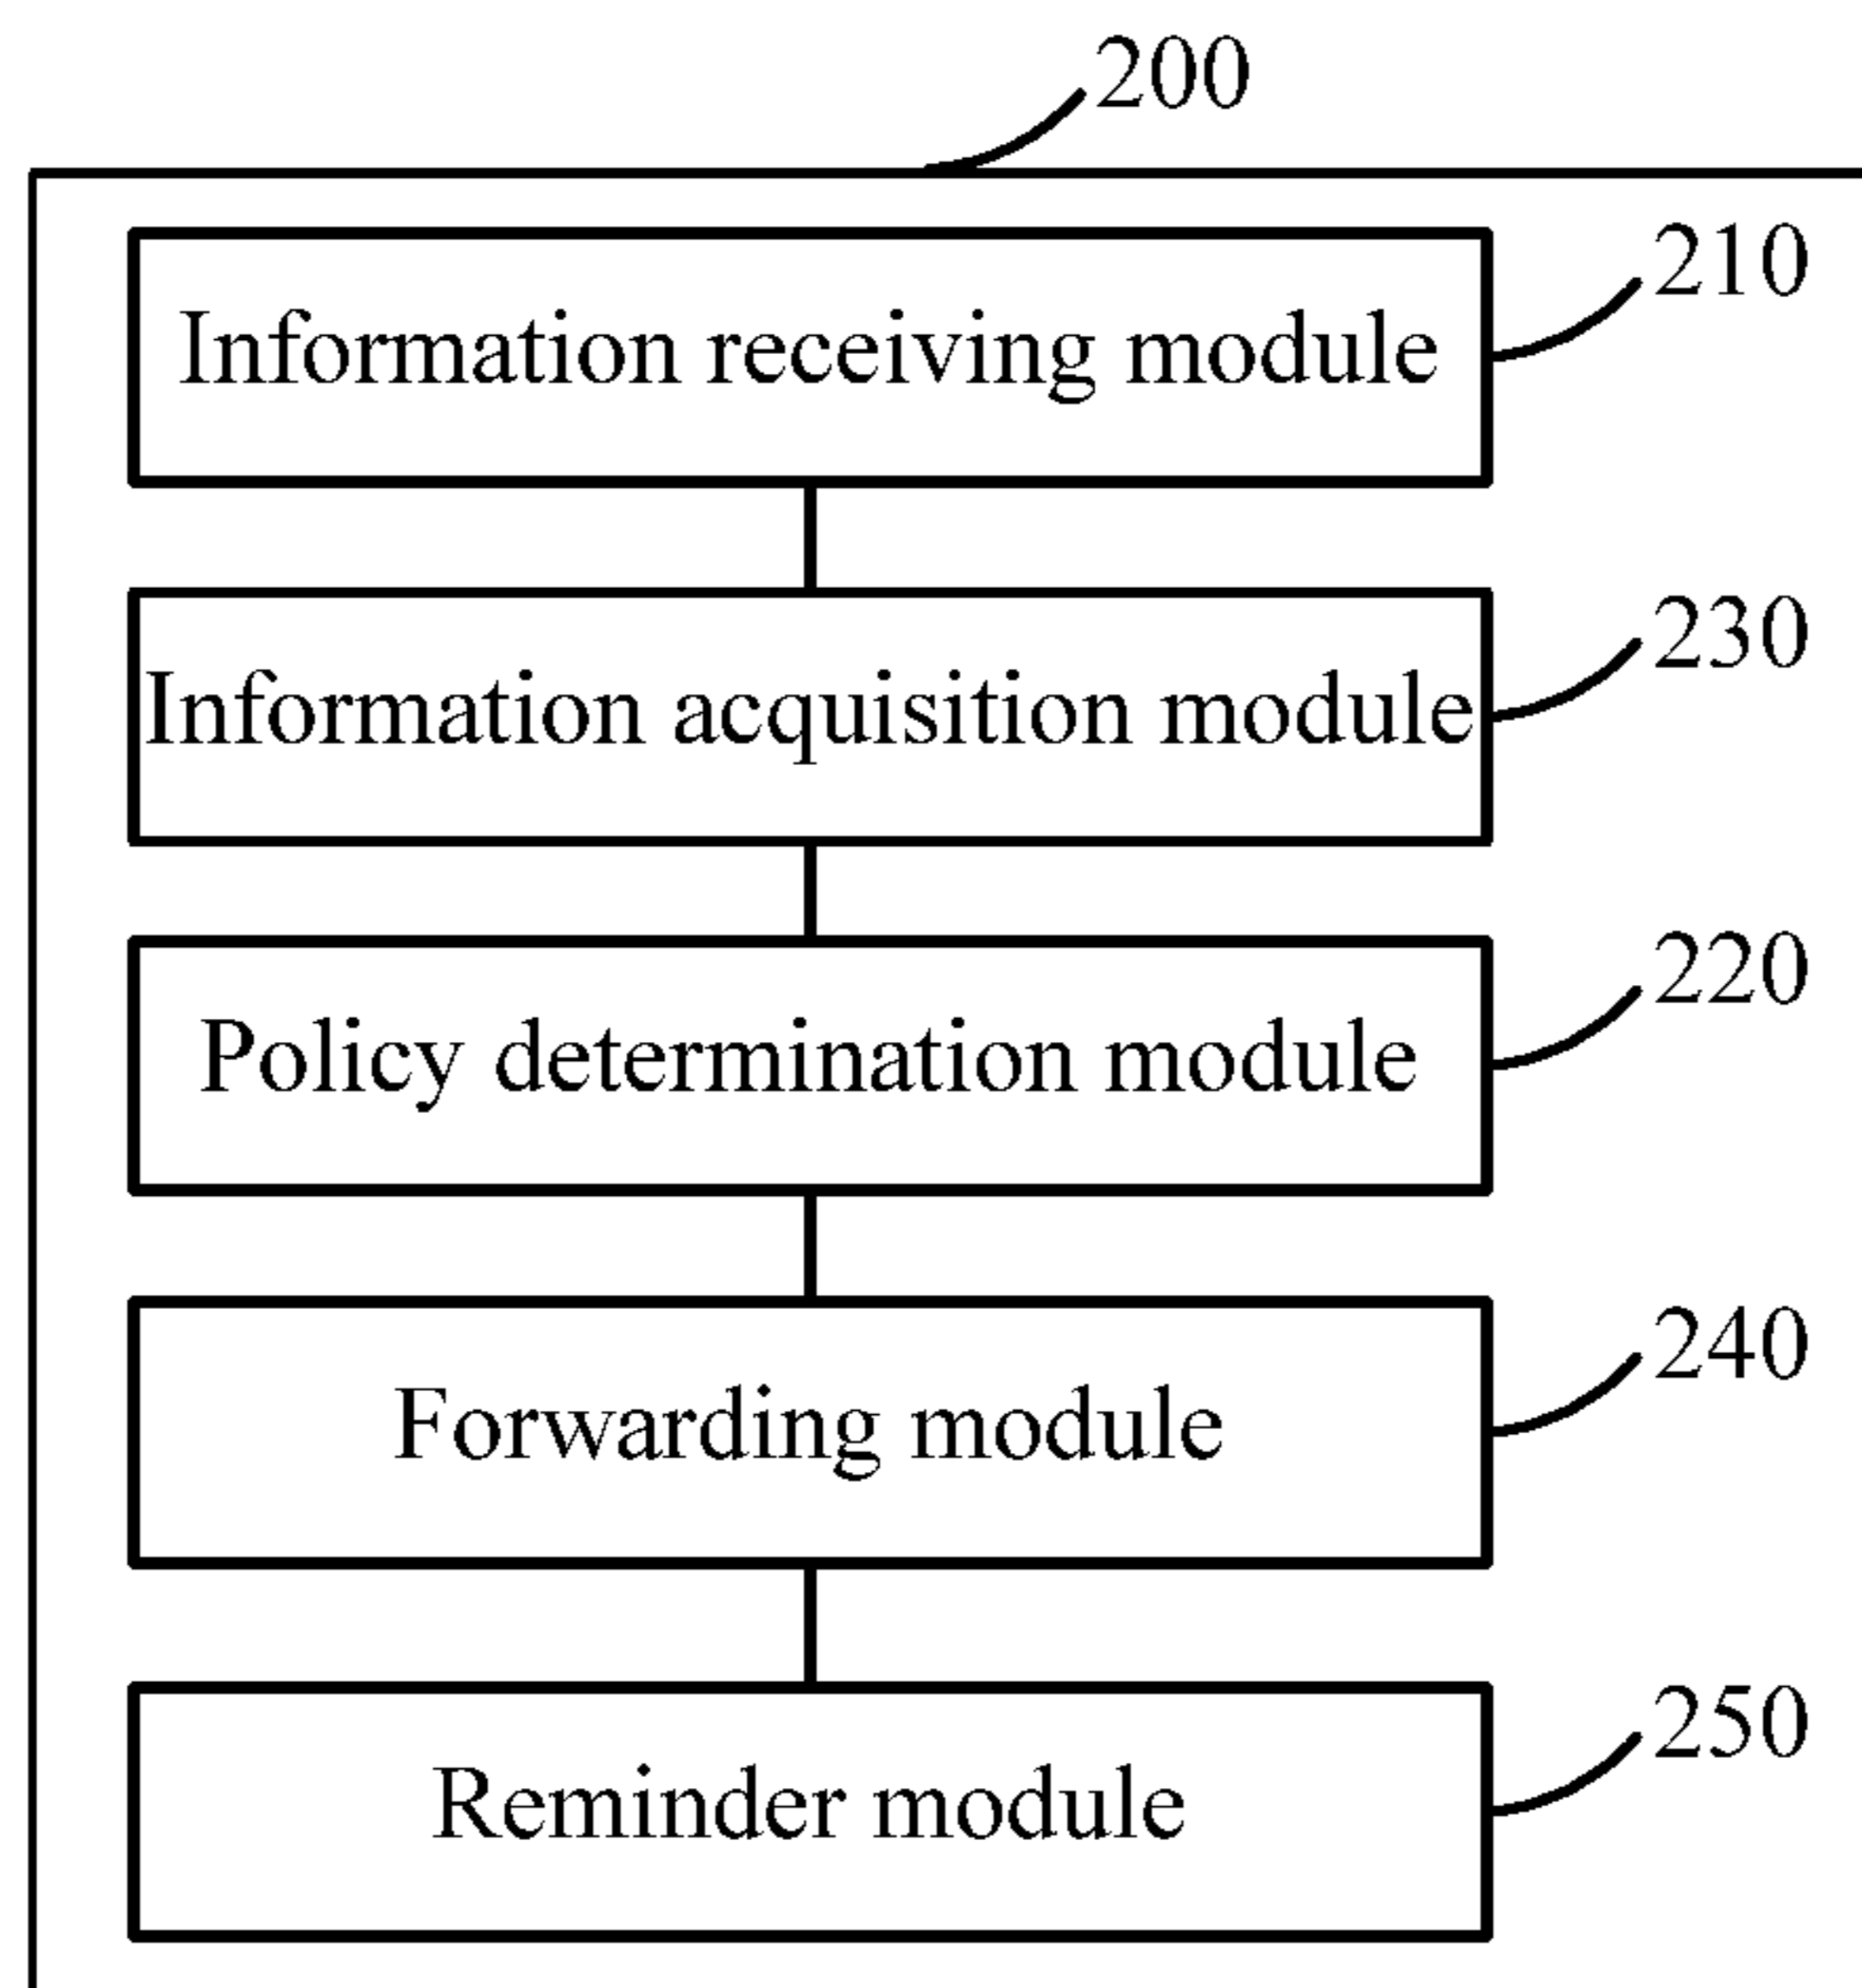 200
210
Information receiving module
230
Information acquisition module
220
Policy determination module
240
Forwarding module
250
Reminder module